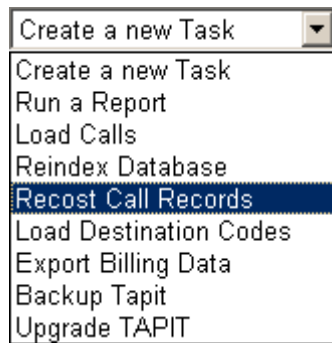 Create a new Task
Create a new Task
Run a Report
Load Calls
Reindex Database
Recost Call Records
Load Destination Codes
Export Billing Data
Backup Tapit
Upgrade TAPIT